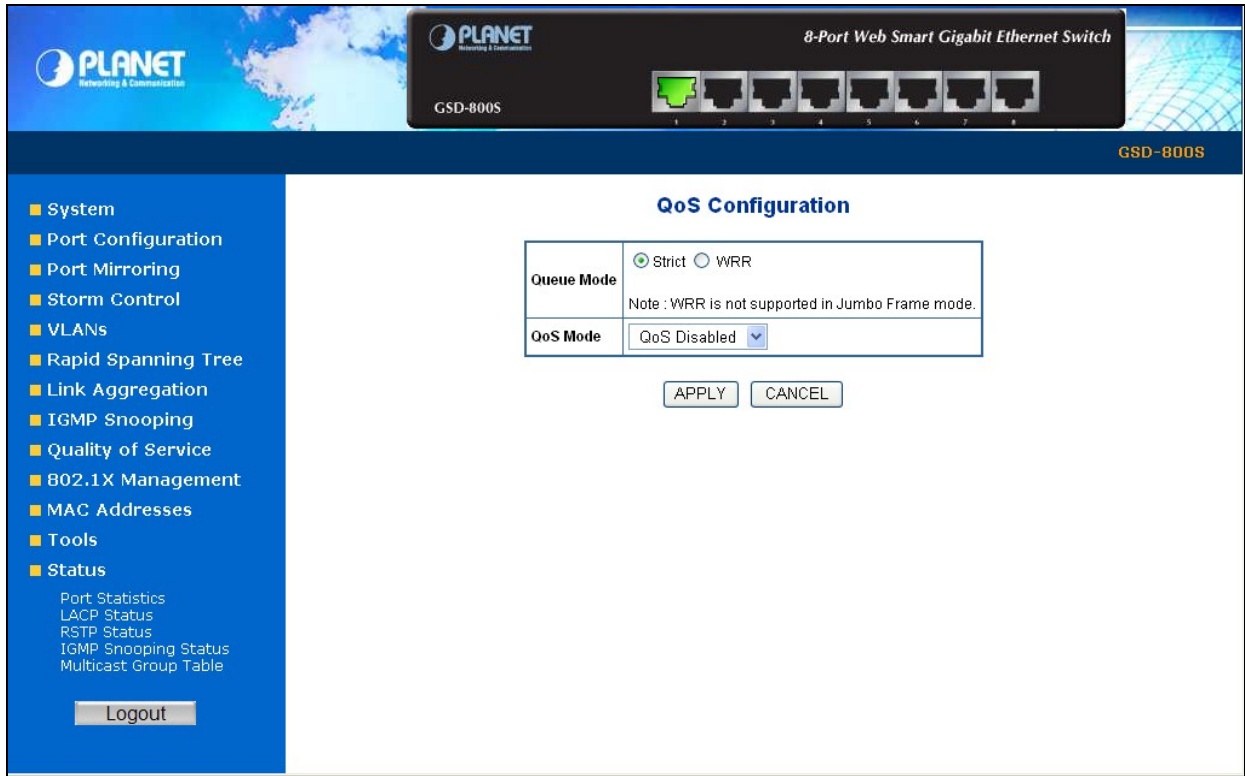 PLANET
Networking & Communication
PLANET
Networking & Communication
8-Port Web Smart Gigabit Ethernet Switch
GSD-800S
1 2 3 4 5 6 7 8
GSD-800S
System
Port Configuration
Port Mirroring
Storm Control
VLANs
Rapid Spanning Tree
Link Aggregation
IGMP Snooping
Quality of Service
802.1X Management
MAC Addresses
Tools
Status
Port Statistics
LACP Status
RSTP Status
IGMP Snooping Status
Multicast Group Table
Logout
QoS Configuration
Queue Mode
Strict WRR
Note : WRR is not supported in Jumbo Frame mode.
QoS Mode
QoS Disabled
APPLY CANCEL